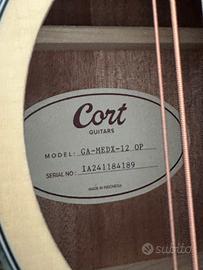 Cort
GUITARS
MODEL: GA-MEDX-12 OP
SERIAL NO: IA241184189
MADE IN INDONESIA
subito